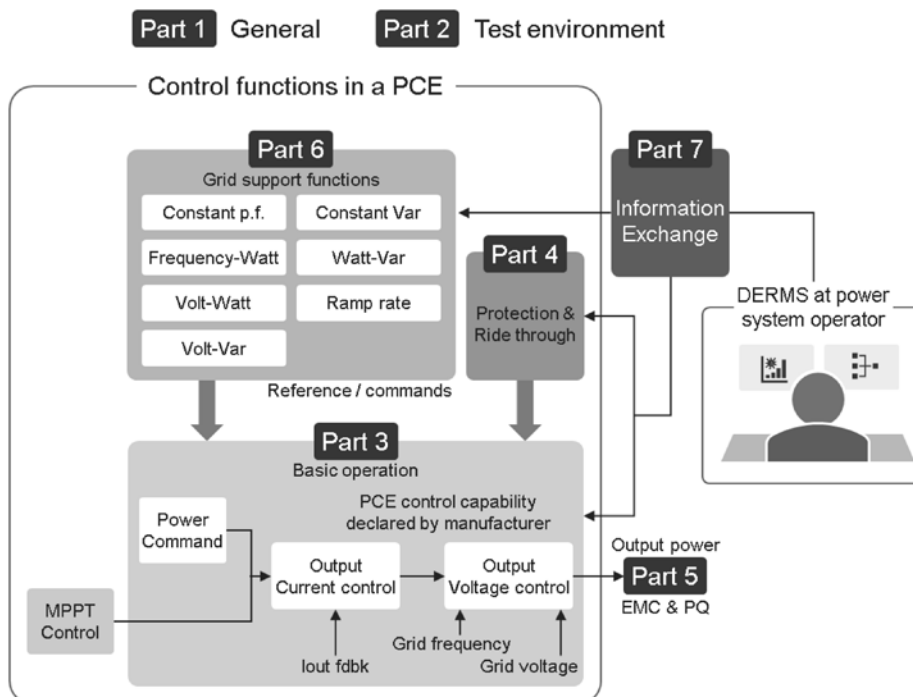 Part 1 General
Part 2 Test environment
Control functions in a PCE
Part 6
Grid support functions
Constant p.f.
Constant Var
Frequency-Watt
Watt-Var
Volt-Watt
Ramp rate
Volt-Var
Part 4
Protection &
Ride through
Part 7
Information
Exchange
DERMS at power
system operator
Reference / commands
Part 3
Basic operation
PCE control capability
declared by manufacturer
Power
Command
Output
Current control
Output
Voltage control
Output power
Part 5
EMC & PQ
MPPT
Control
Iout fdbk
Grid frequency
Grid voltage